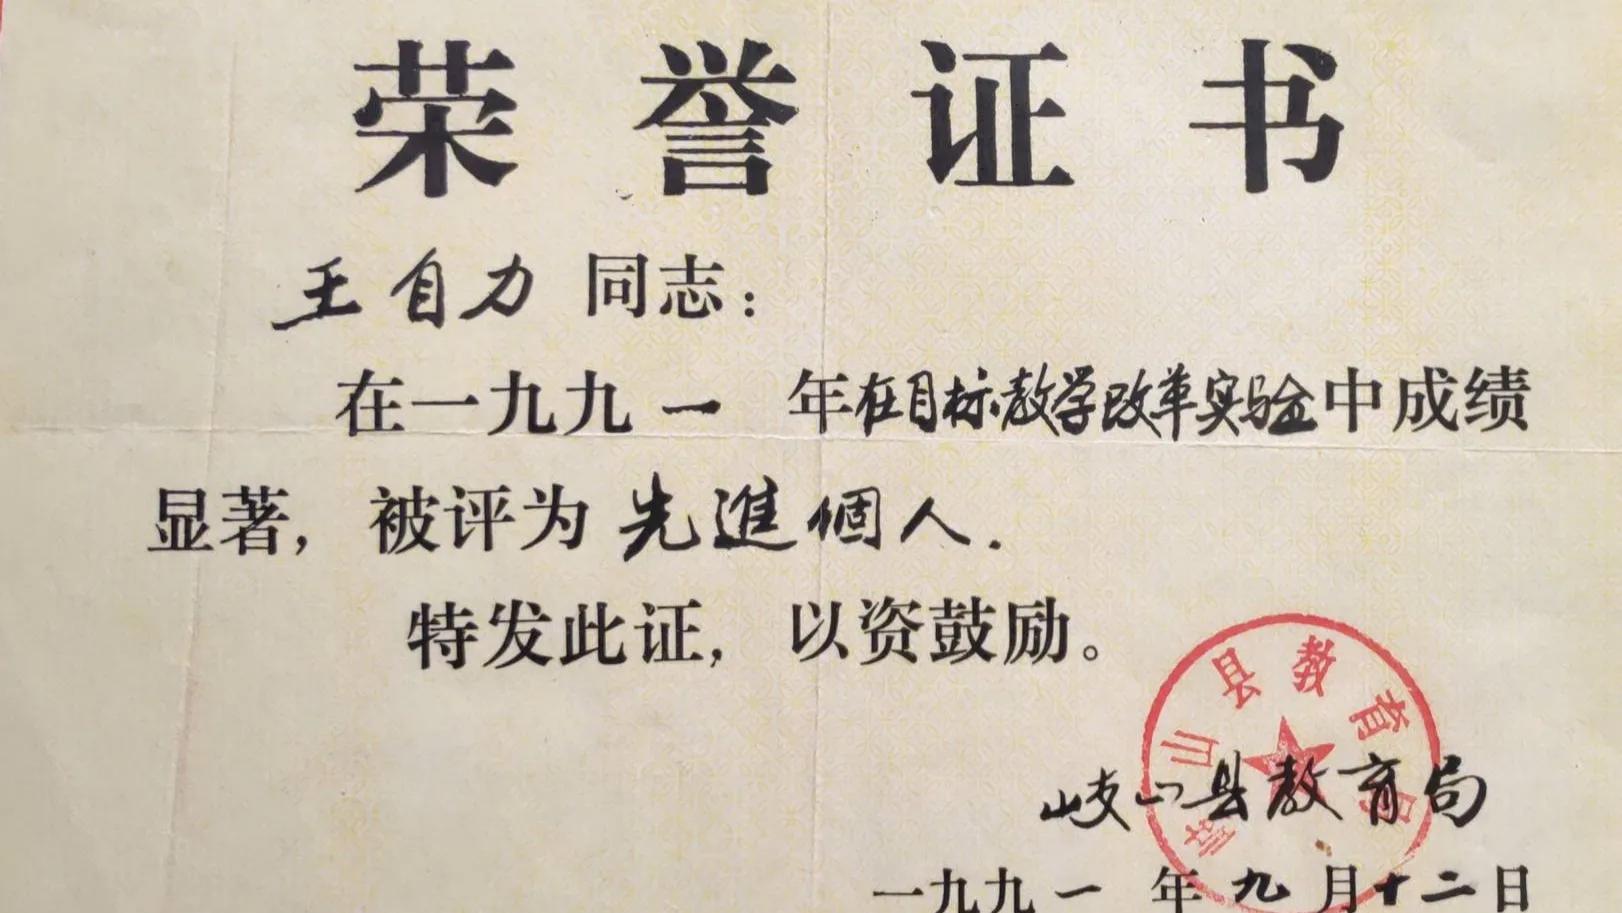 荣誉证书
王自力同志：
在一九九一年在目标教学改革实验中成绩
显著，被评为先進個人.
特发此证，以资鼓励。
岐山县教育局
一九九一年九月十二日
岐山县教育局